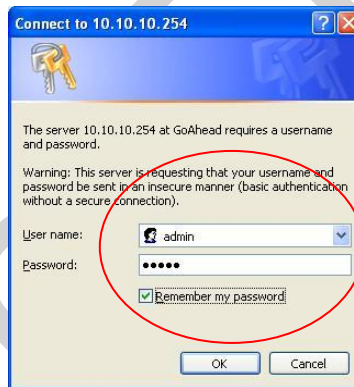 Connect to 10.10.10.254
The server 10.10.10.254 at GoAhead requires a username
and password.
Warning: This server is requesting that your username and
password be sent in an insecure manner (basic authentication
without a secure connection).
User name:
admin
Password:
•••••
Remember my password
OK
Cancel